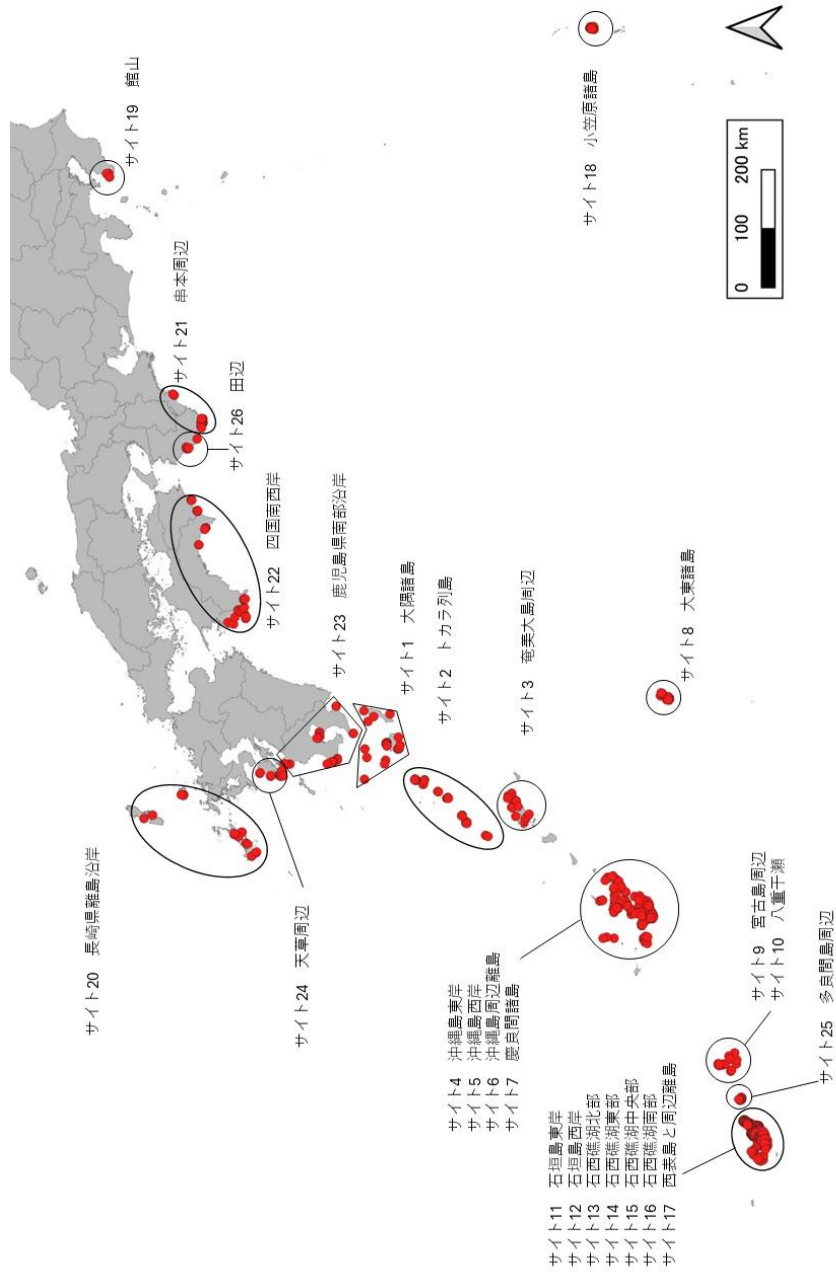 サイト19 館山
サイト21 串本周辺
サイト26 田辺
サイト22 四国南西岸
サイト23 鹿児島県南部沿岸
サイト1 大隅諸島
サイト2 トカラ列島
サイト3 奄美大島周辺
サイト20 長崎県離島沿岸
サイト24 天草周辺
サイト4 沖縄島東岸
サイト5 沖縄島西岸
サイト6 沖縄島周辺離島
サイト7 慶良間諸島
サイト11 石垣島東岸
サイト12 石垣島西岸
サイト13 石西礁湖北部
サイト14 石西礁湖東部
サイト15 石西礁湖中央部
サイト16 石西礁湖南部
サイト17 西表島と周辺離島
サイト9 宮古島周辺
サイト10 八重干瀬
サイト25 多良間島周辺
サイト8 大東諸島
サイト18 小笠原諸島
0 100 200 km